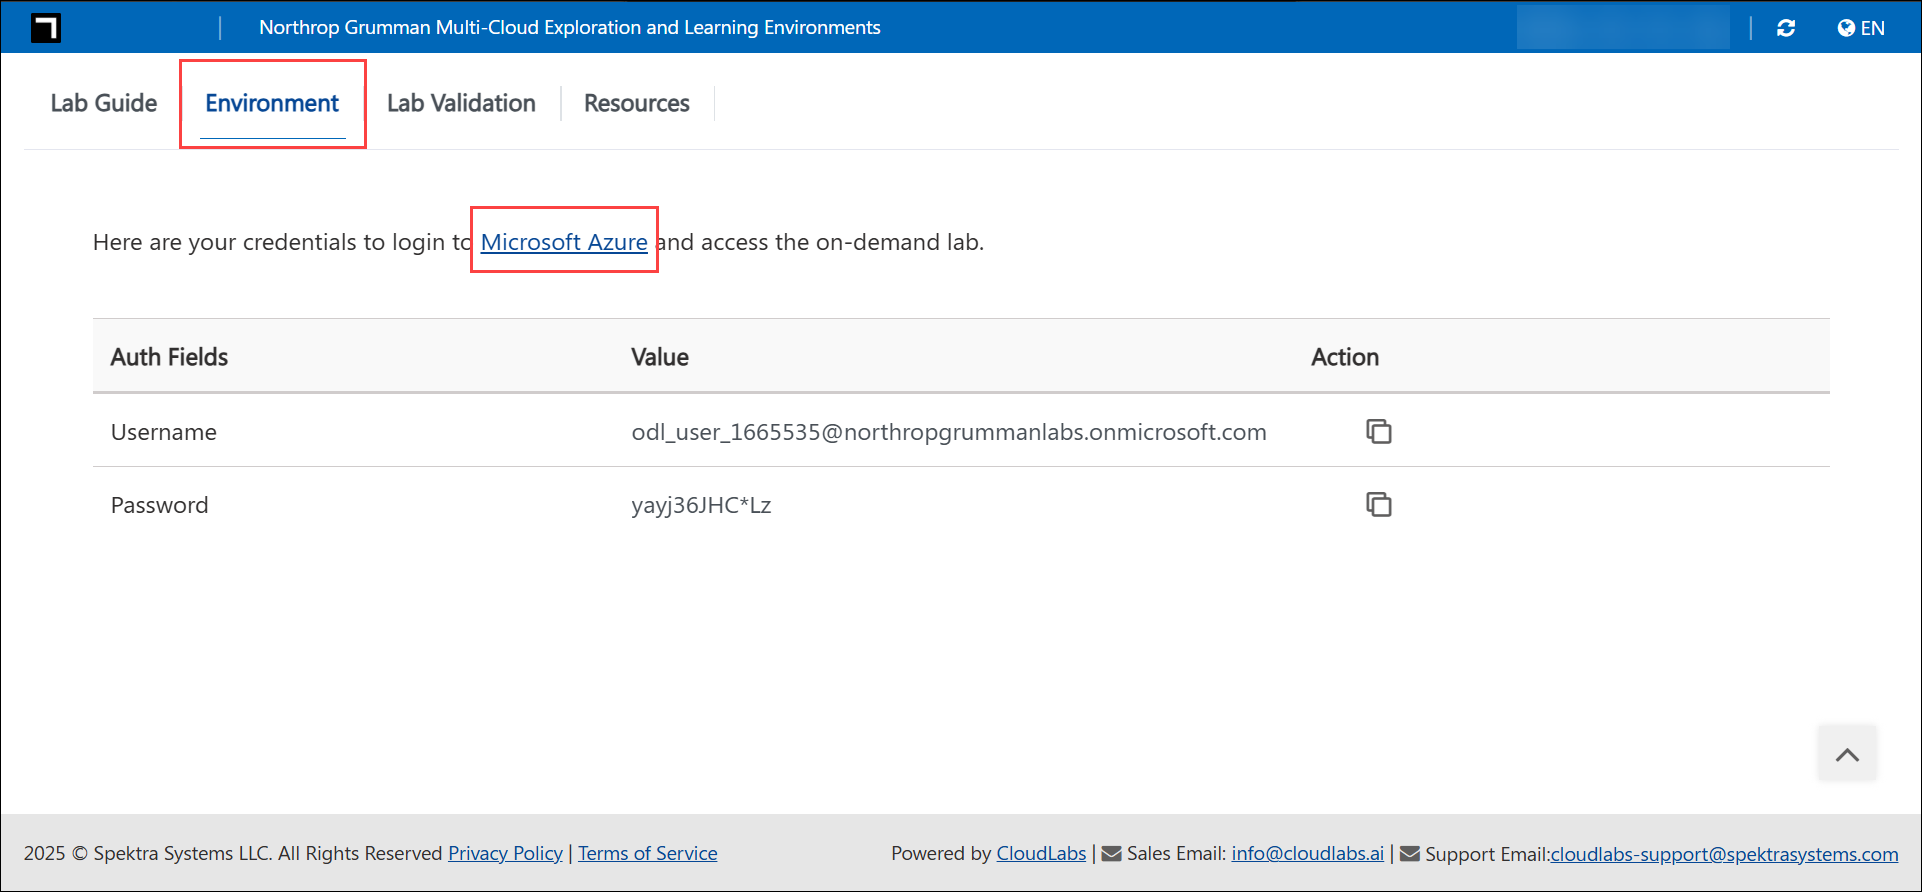 Northrop Grumman Multi-Cloud Exploration and Learning Environments
EN
Lab Guide
Environment
Lab Validation
Resources
Here are your credentials to login to Microsoft Azure and access the on-demand lab.
Auth Fields Value Action
Username odl_user_1665535@northropgrummanlabs.onmicrosoft.com
Password yayj36JHC*Lz
2025 © Spektra Systems LLC. All Rights Reserved Privacy Policy | Terms of Service
Powered by CloudLabs | Sales Email: info@cloudlabs.ai | Support Email:cloudlabs-support@spektrasystems.com